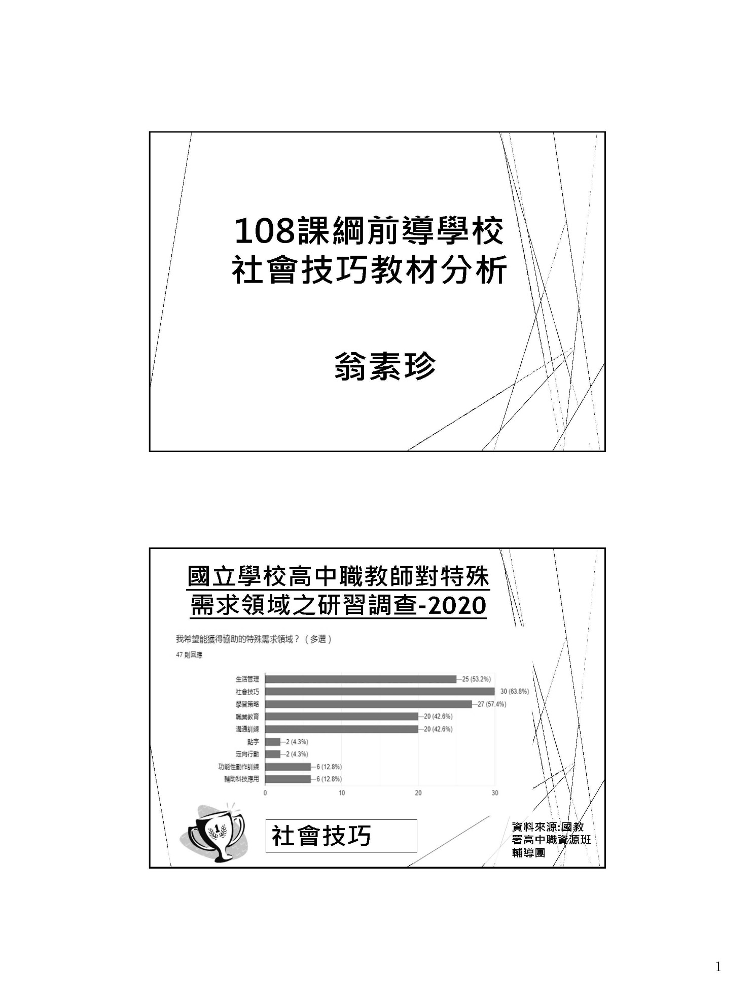 108課綱前導學校
社會技巧教材分析
翁素珍
國立學校高中職教師對特殊
需求領域之研習調查-2020
我希望能獲得協助的特殊需求領域？（多選）
47 則回應
生活管理 25 (53.2%)
社會技巧 30 (63.8%)
學習策略 27 (57.4%)
職業教育 20 (42.6%)
溝通訓練 20 (42.6%)
點字 2 (4.3%)
定向行動 2 (4.3%)
功能性動作訓練 6 (12.8%)
輔助科技應用 6 (12.8%)
0 10 20 30
1
社會技巧
資料來源:國教
署高中職資源班
輔導團
1